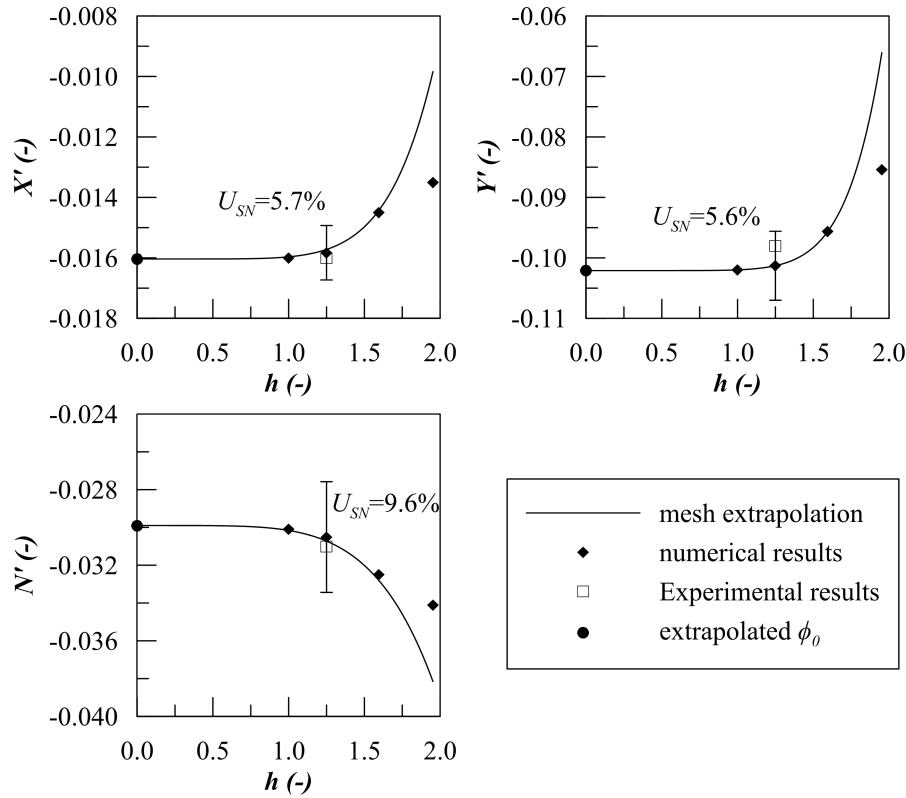 -0.008
-0.010
-0.013
-0.014
-0.016
-0.018
X' (-)
U_SN=5.7%
0.0 0.5 1.0 1.5 2.0
h (-)
-0.06
-0.07
-0.08
-0.09
-0.10
-0.11
Y' (-)
U_SN=5.6%
0.0 0.5 1.0 1.5 2.0
h (-)
-0.024
-0.028
-0.032
-0.036
-0.040
N' (-)
U_SN=9.6%
0.0 0.5 1.0 1.5 2.0
h (-)
mesh extrapolation
numerical results
Experimental results
extrapolated ϕ_0